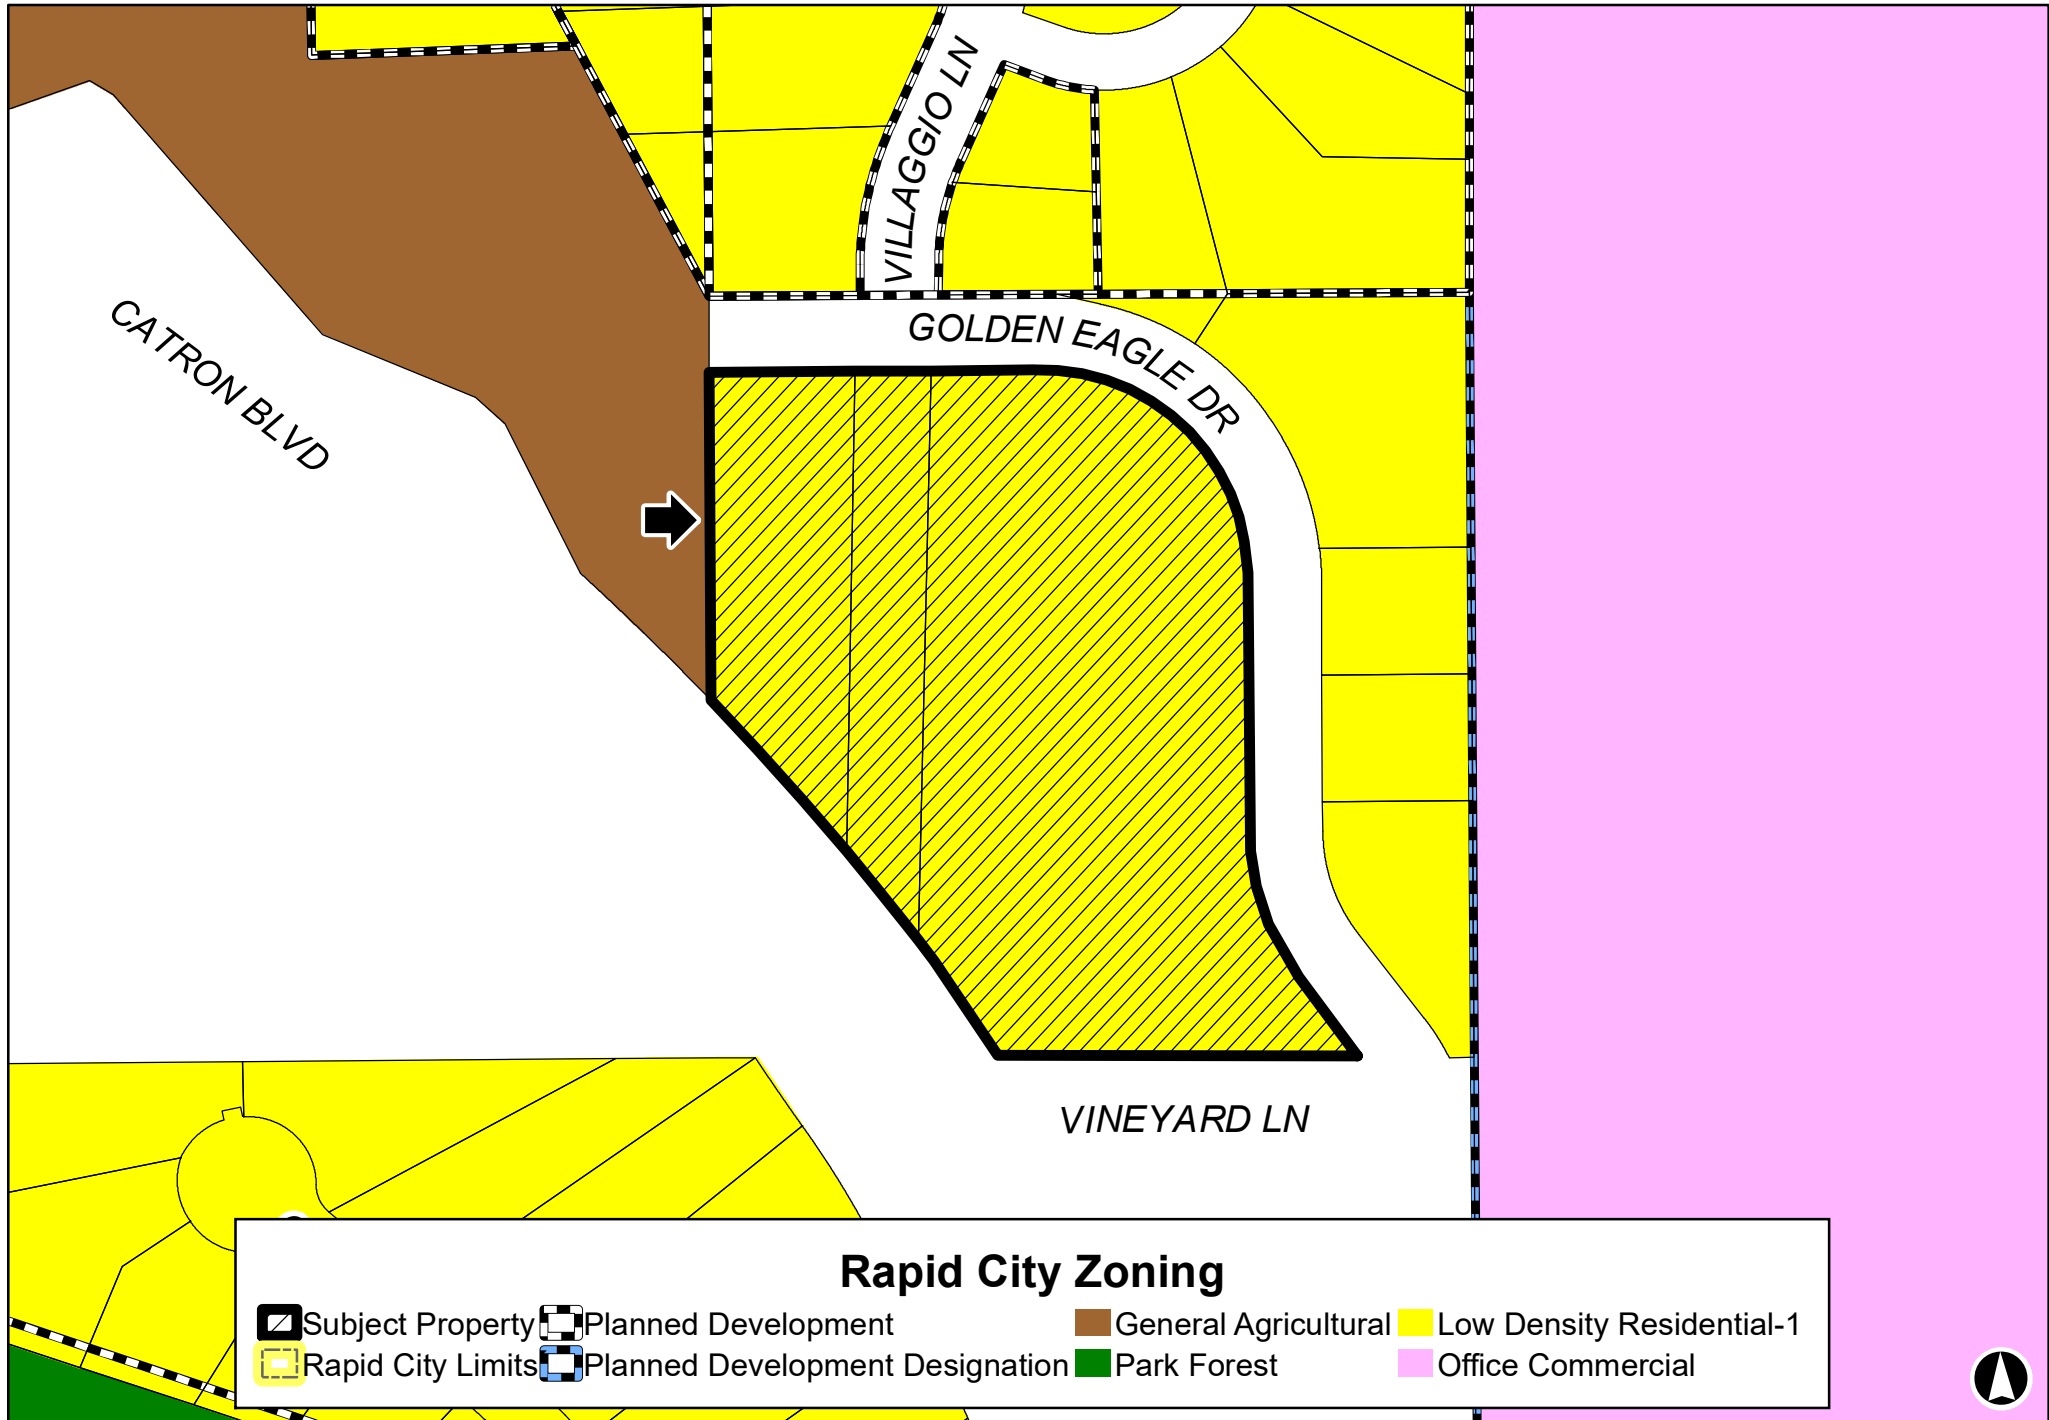 VILLAGGIO LN
GOLDEN EAGLE DR
CATRON BLVD
VINEYARD LN
Rapid City Zoning
Subject Property Planned Development General Agricultural Low Density Residential-1
Rapid City Limits Planned Development Designation Park Forest Office Commercial